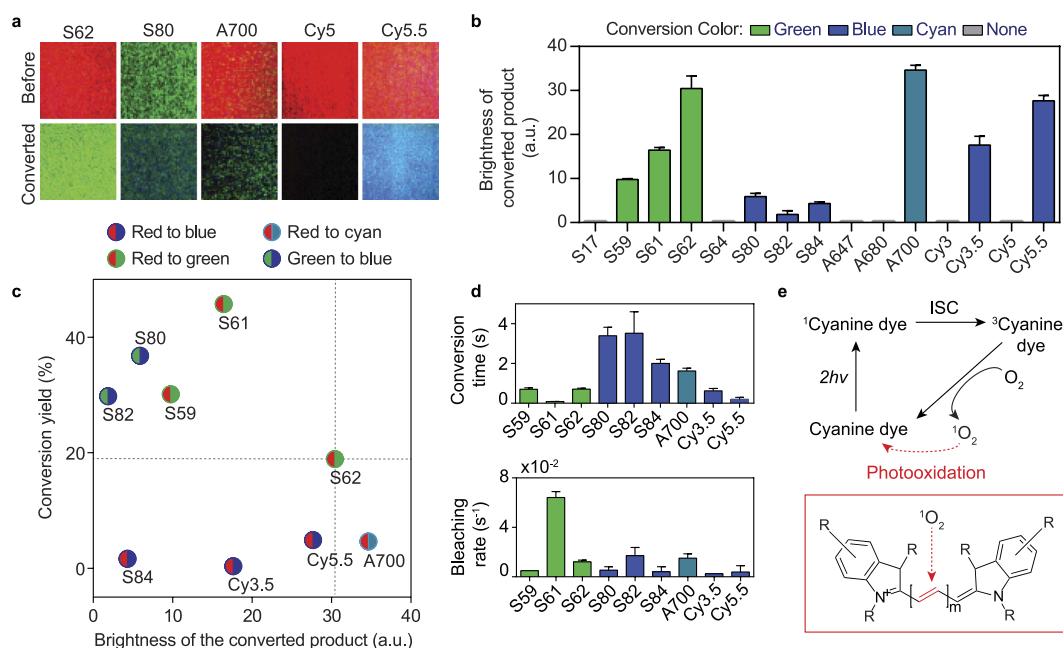 a
S62 S80 A700 Cy5 Cy5.5
Before
Converted
Red to blue
Red to cyan
Red to green
Green to blue
b
Conversion Color: Green Blue Cyan None
Brightness of
converted product
(a.u.)
40
30
20
10
0
S17 S59 S61 S62 S64 S80 S82 S84 A647 A680 A700 Cy3 Cy3.5 Cy5 Cy5.5
c
Conversion yield (%)
40
20
0
S61
S80
S82
S59
S62
S84
Cy3.5
Cy5.5
A700
0 10 20 30 40
Brightness of the converted product (a.u.)
d
Conversion
time (s)
4
2
0
S59 S61 S62 S80 S82 S84 A700 Cy3.5 Cy5.5
x10⁻²
Bleaching
rate (s⁻¹)
8
4
0
S59 S61 S62 S80 S82 S84 A700 Cy3.5 Cy5.5
e
¹Cyanine dye
ISC
³Cyanine
dye
2hv
O₂
Cyanine dye
¹O₂
Photooxidation
¹O₂
R
R
R
R
N+
[
]m
N
R
R